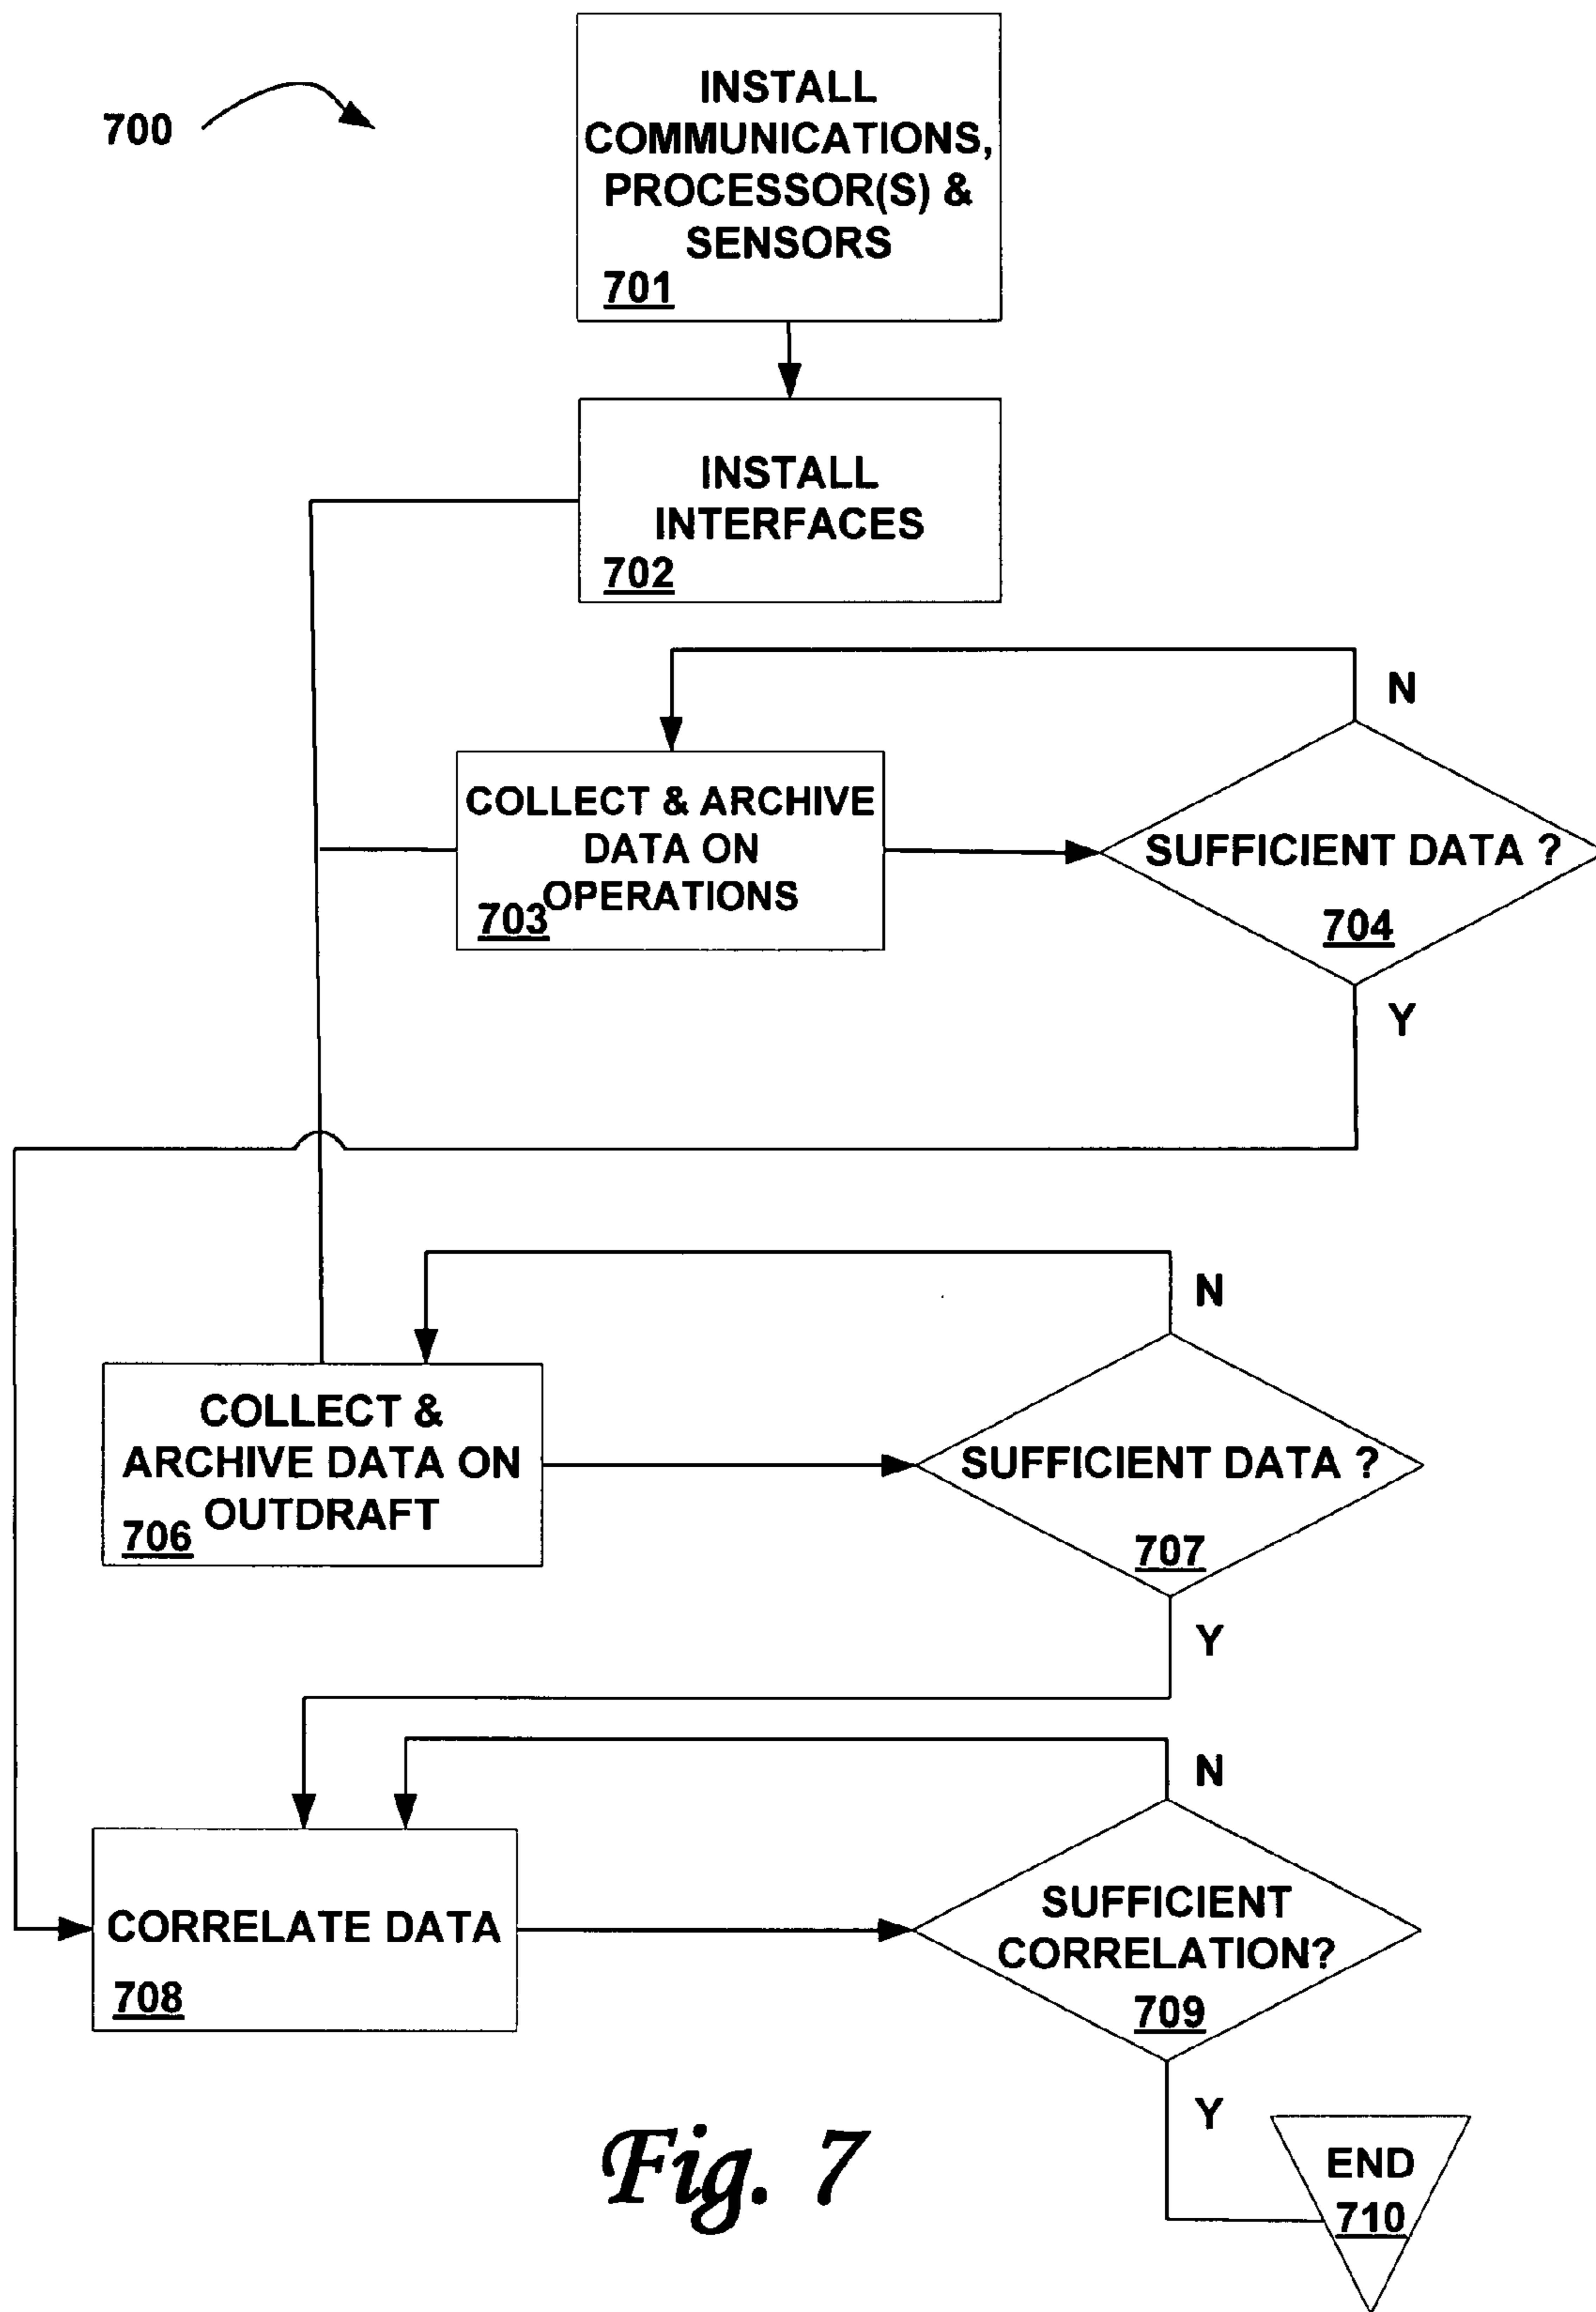 700
INSTALL
COMMUNICATIONS,
PROCESSOR(S) &
SENSORS
701
INSTALL
INTERFACES
702
N
COLLECT & ARCHIVE
DATA ON
OPERATIONS
703
SUFFICIENT DATA ?
704
Y
N
COLLECT &
ARCHIVE DATA ON
OUTDRAFT
706
SUFFICIENT DATA ?
707
Y
N
CORRELATE DATA
708
SUFFICIENT
CORRELATION?
709
Y
END
710
Fig. 7